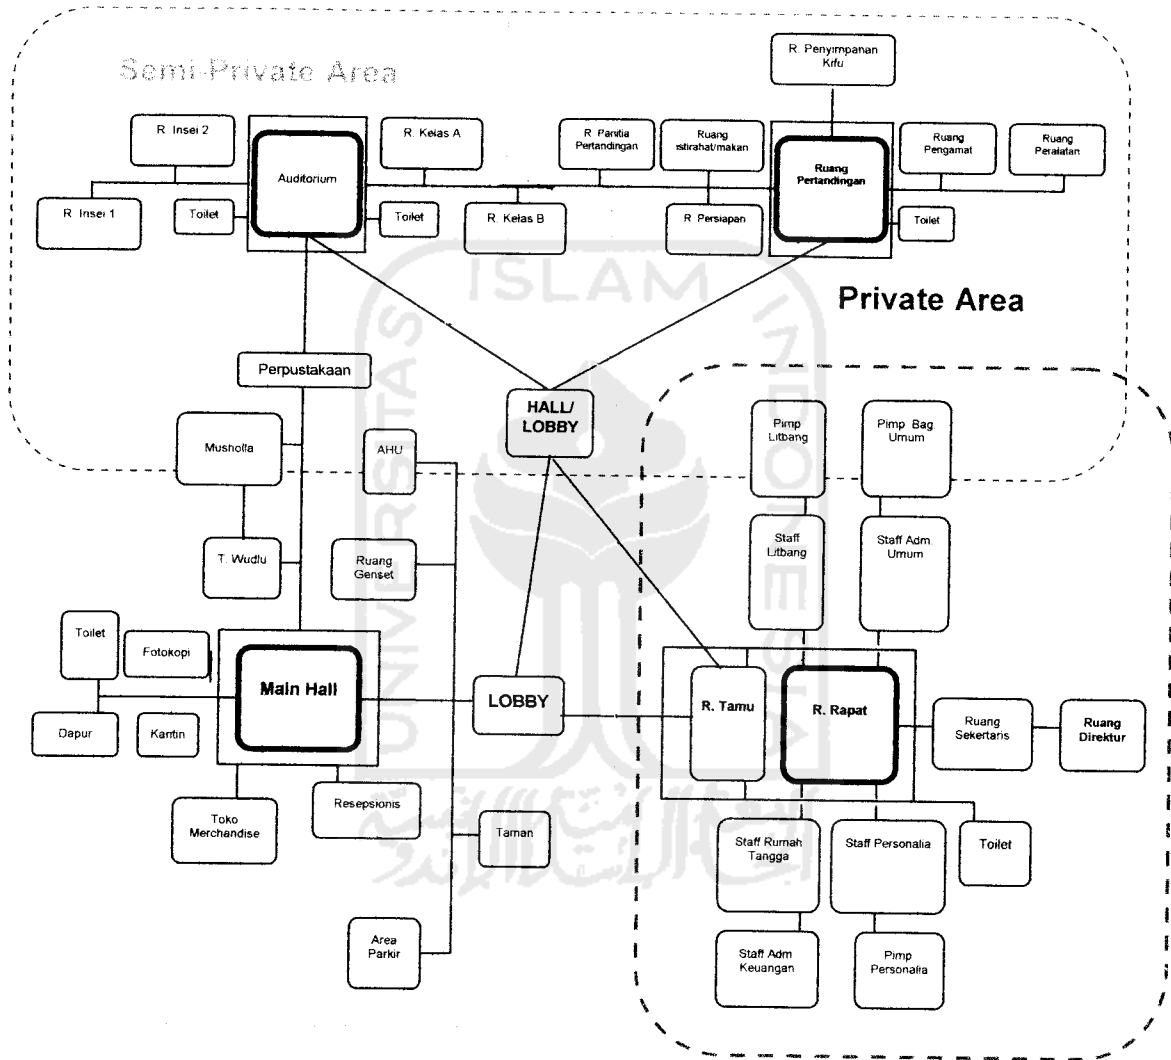 Semi-Private Area
R. Penyimpanan
Kifu
R. Insei 2
Auditorium
R. Kelas A
R. Panitia
Pertandingan
Ruang
istirahat/makan
Ruang
Pertandingan
Ruang
Pengamat
Ruang
Peralatan
R. Insei 1
Toilet
Toilet
R. Kelas B
R. Persiapan
Toilet
ISLAM
UNIVERSITAS
INDONESIA
Private Area
Perpustakaan
HALL/
LOBBY
Musholla
AHU
Pimp
Litbang
Pimp. Bag.
Umum
T. Wudlu
Ruang
Genset
Staff
Litbang
Staff Adm.
Umum
Toilet
Fotokopi
Main Hall
LOBBY
R. Tamu
R. Rapat
Ruang
Sekertaris
Ruang
Direktur
Dapur
Kantin
Toko
Merchandise
Resepsionis
Taman
Staff Rumah
Tangga
Staff Personalia
Toilet
Area
Parkir
Staff Adm
Keuangan
Pimp
Personalia